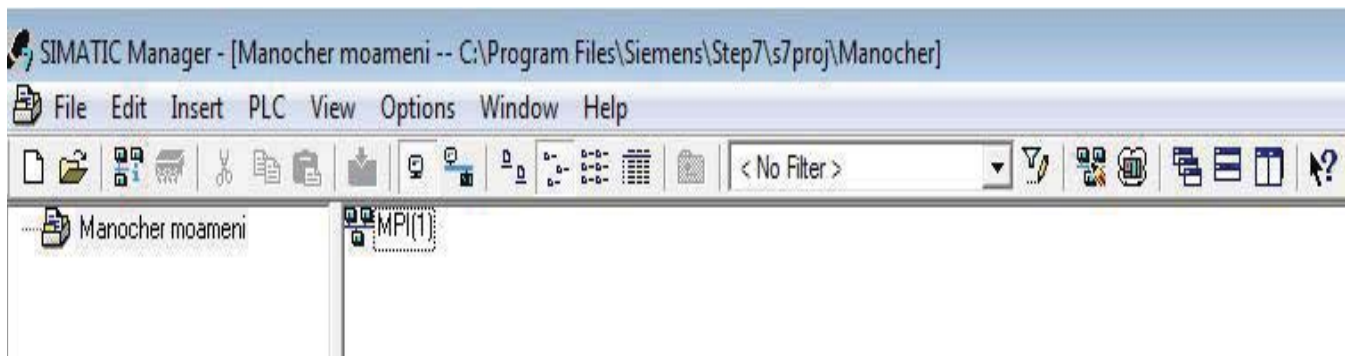 SIMATIC Manager - [Manocher moameni -- C:\Program Files\Siemens\Step7\s7proj\Manocher]
File Edit Insert PLC View Options Window Help
< No Filter >
Manocher moameni MPI(1)